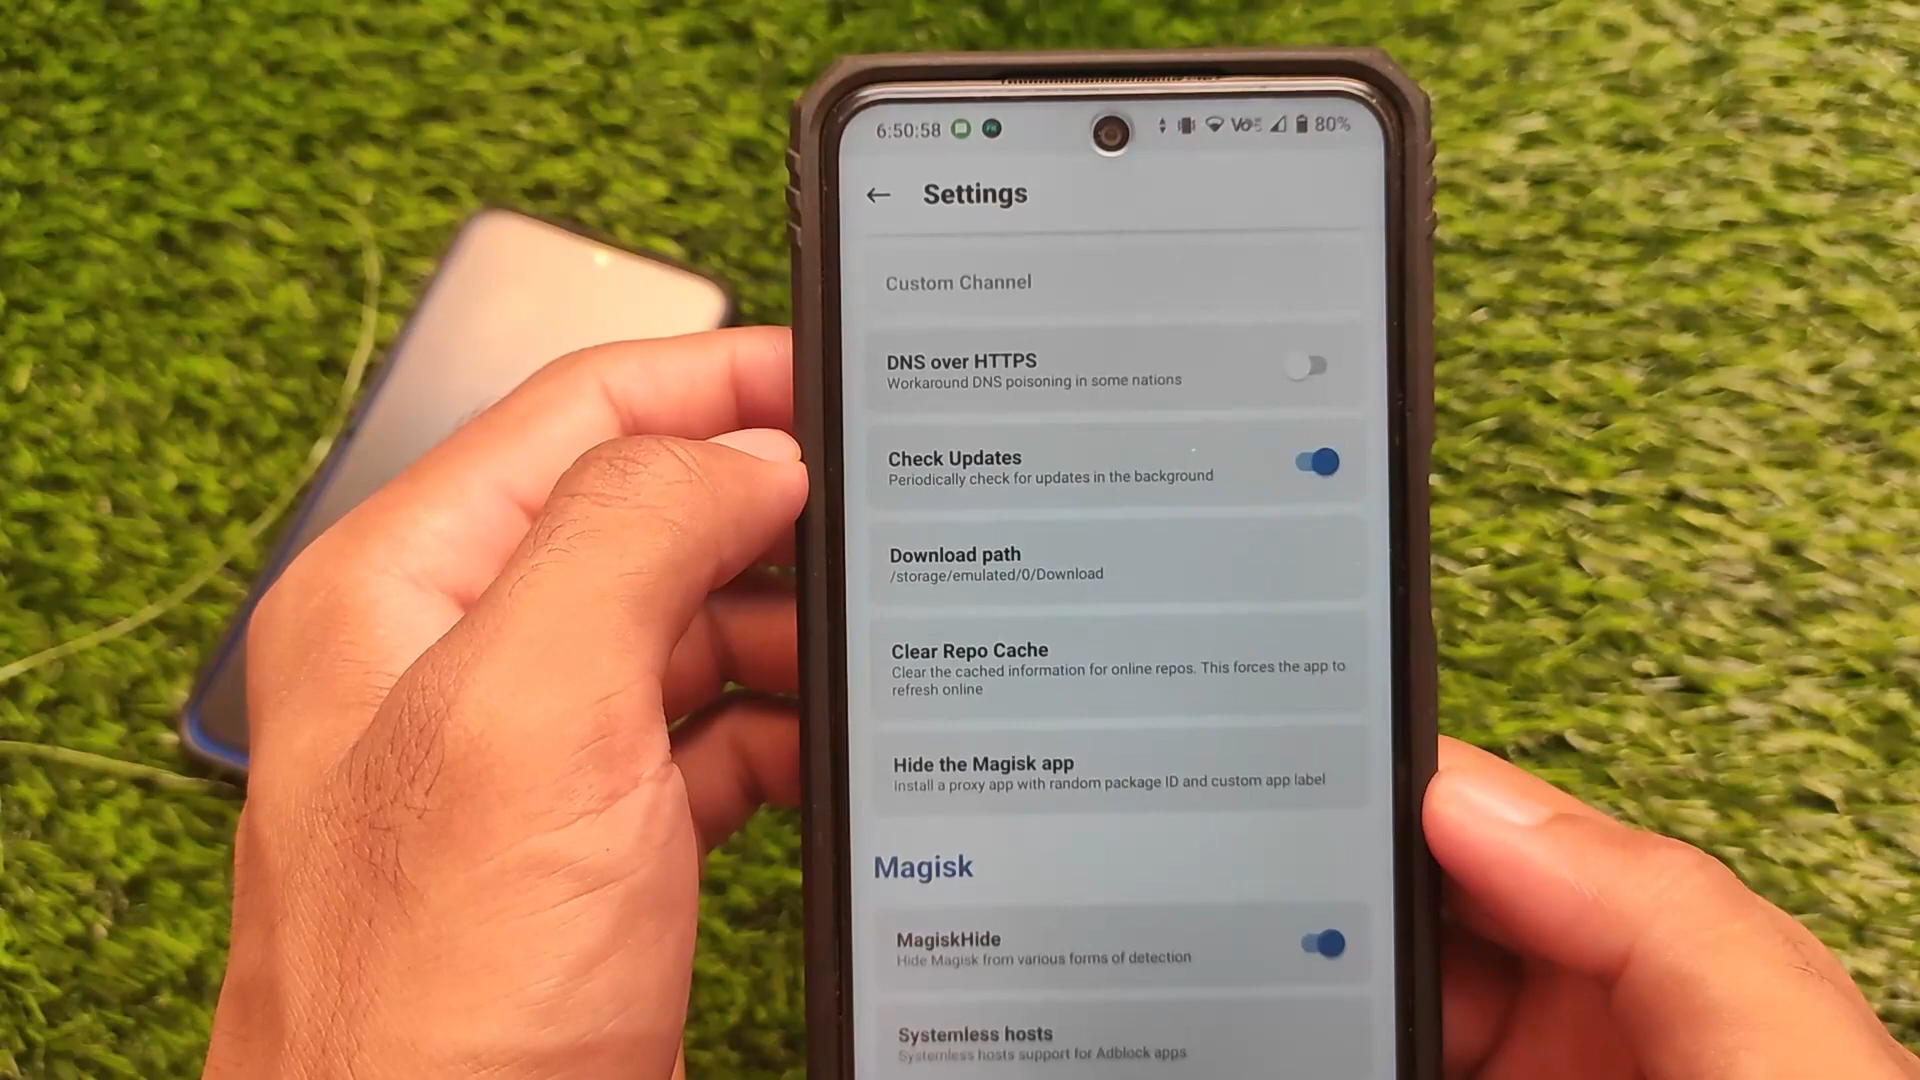 6:50:58
80%
Settings
Custom Channel
DNS over HTTPS
Workaround DNS poisoning in some nations
Check Updates
Periodically check for updates in the background
Download path
/storage/emulated/0/Download
Clear Repo Cache
Clear the cached information for online repos. This forces the app to
refresh online
Hide the Magisk app
Install a proxy app with random package ID and custom app label
Magisk
MagiskHide
Hide Magisk from various forms of detection
Systemless hosts
Systemless hosts support for Adblock apps